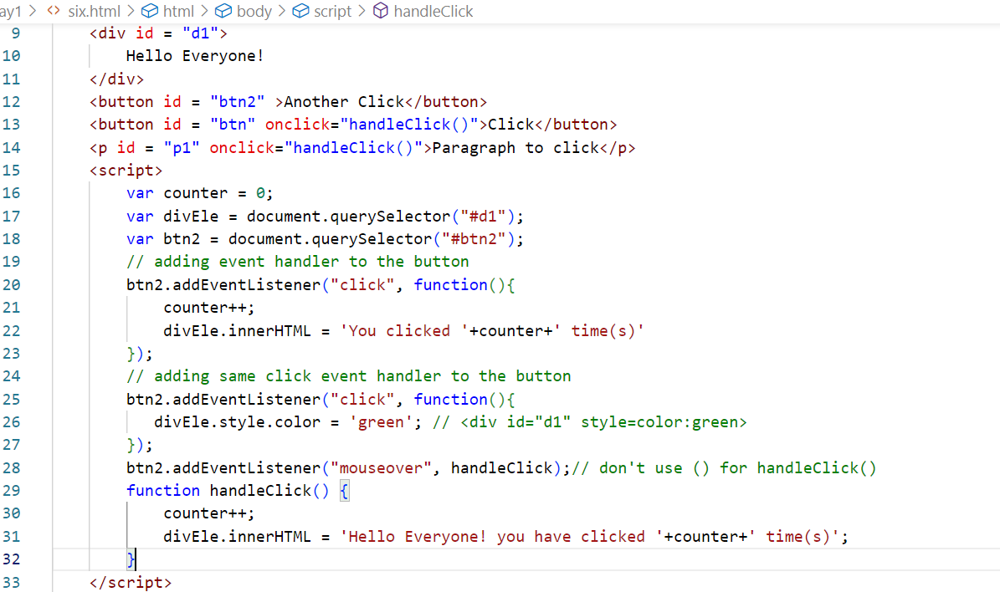 ay1 > <> six.html > html > body > script > handleClick
9 <div id = "d1">
10 Hello Everyone!
11 </div>
12 <button id = "btn2" >Another Click</button>
13 <button id = "btn" onclick="handleClick()">Click</button>
14 <p id = "p1" onclick="handleClick()">Paragraph to click</p>
15 <script>
16 var counter = 0;
17 var divEle = document.querySelector("#d1");
18 var btn2 = document.querySelector("#btn2");
19 // adding event handler to the button
20 btn2.addEventListener("click", function(){
21 counter++;
22 divEle.innerHTML = 'You clicked '+counter+' time(s)'
23 });
24 // adding same click event handler to the button
25 btn2.addEventListener("click", function(){
26 divEle.style.color = 'green'; // <div id="d1" style=color:green>
27 });
28 btn2.addEventListener("mouseover", handleClick);// don't use () for handleClick()
29 function handleClick() {
30 counter++;
31 divEle.innerHTML = 'Hello Everyone! you have clicked '+counter+' time(s)';
32 }
33 </script>